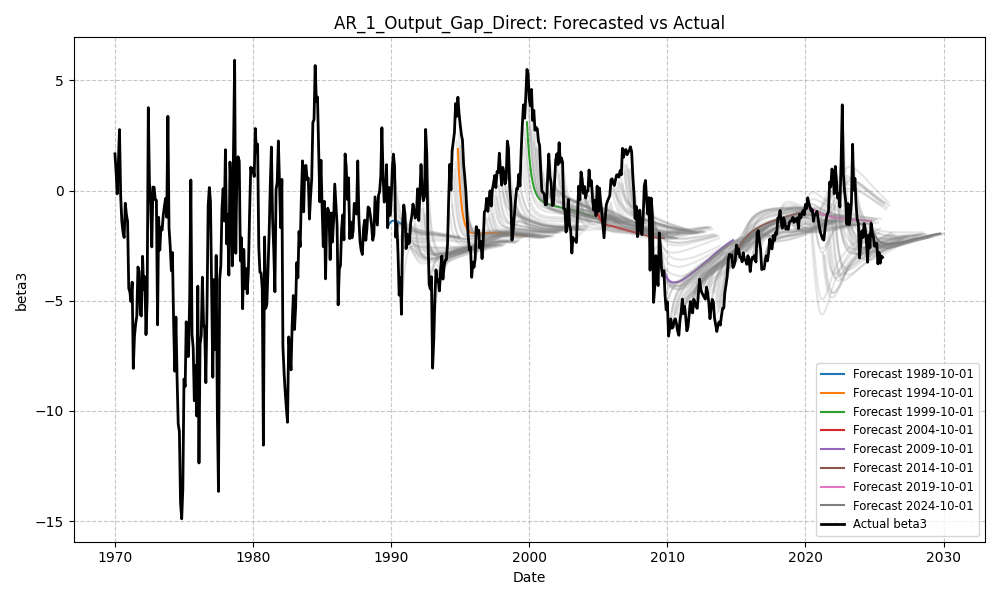 AR_1_Output_Gap_Direct: Forecasted vs Actual
beta3
5
0
−5
−10
−15
1970
1980
1990
2000
2010
2020
2030
Date
Forecast 1989-10-01
Forecast 1994-10-01
Forecast 1999-10-01
Forecast 2004-10-01
Forecast 2009-10-01
Forecast 2014-10-01
Forecast 2019-10-01
Forecast 2024-10-01
Actual beta3